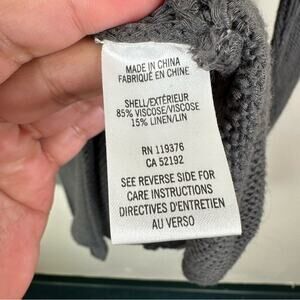 MADE IN CHINA
FABRIQUÉ EN CHINE
SHELL/EXTÉRIEUR
85% VISCOSE/VISCOSE
15% LINEN/LIN
RN 119376
CA 52192
SEE REVERSE SIDE FOR
CARE INSTRUCTIONS
DIRECTIVES D'ENTRETIEN
AU VERSO